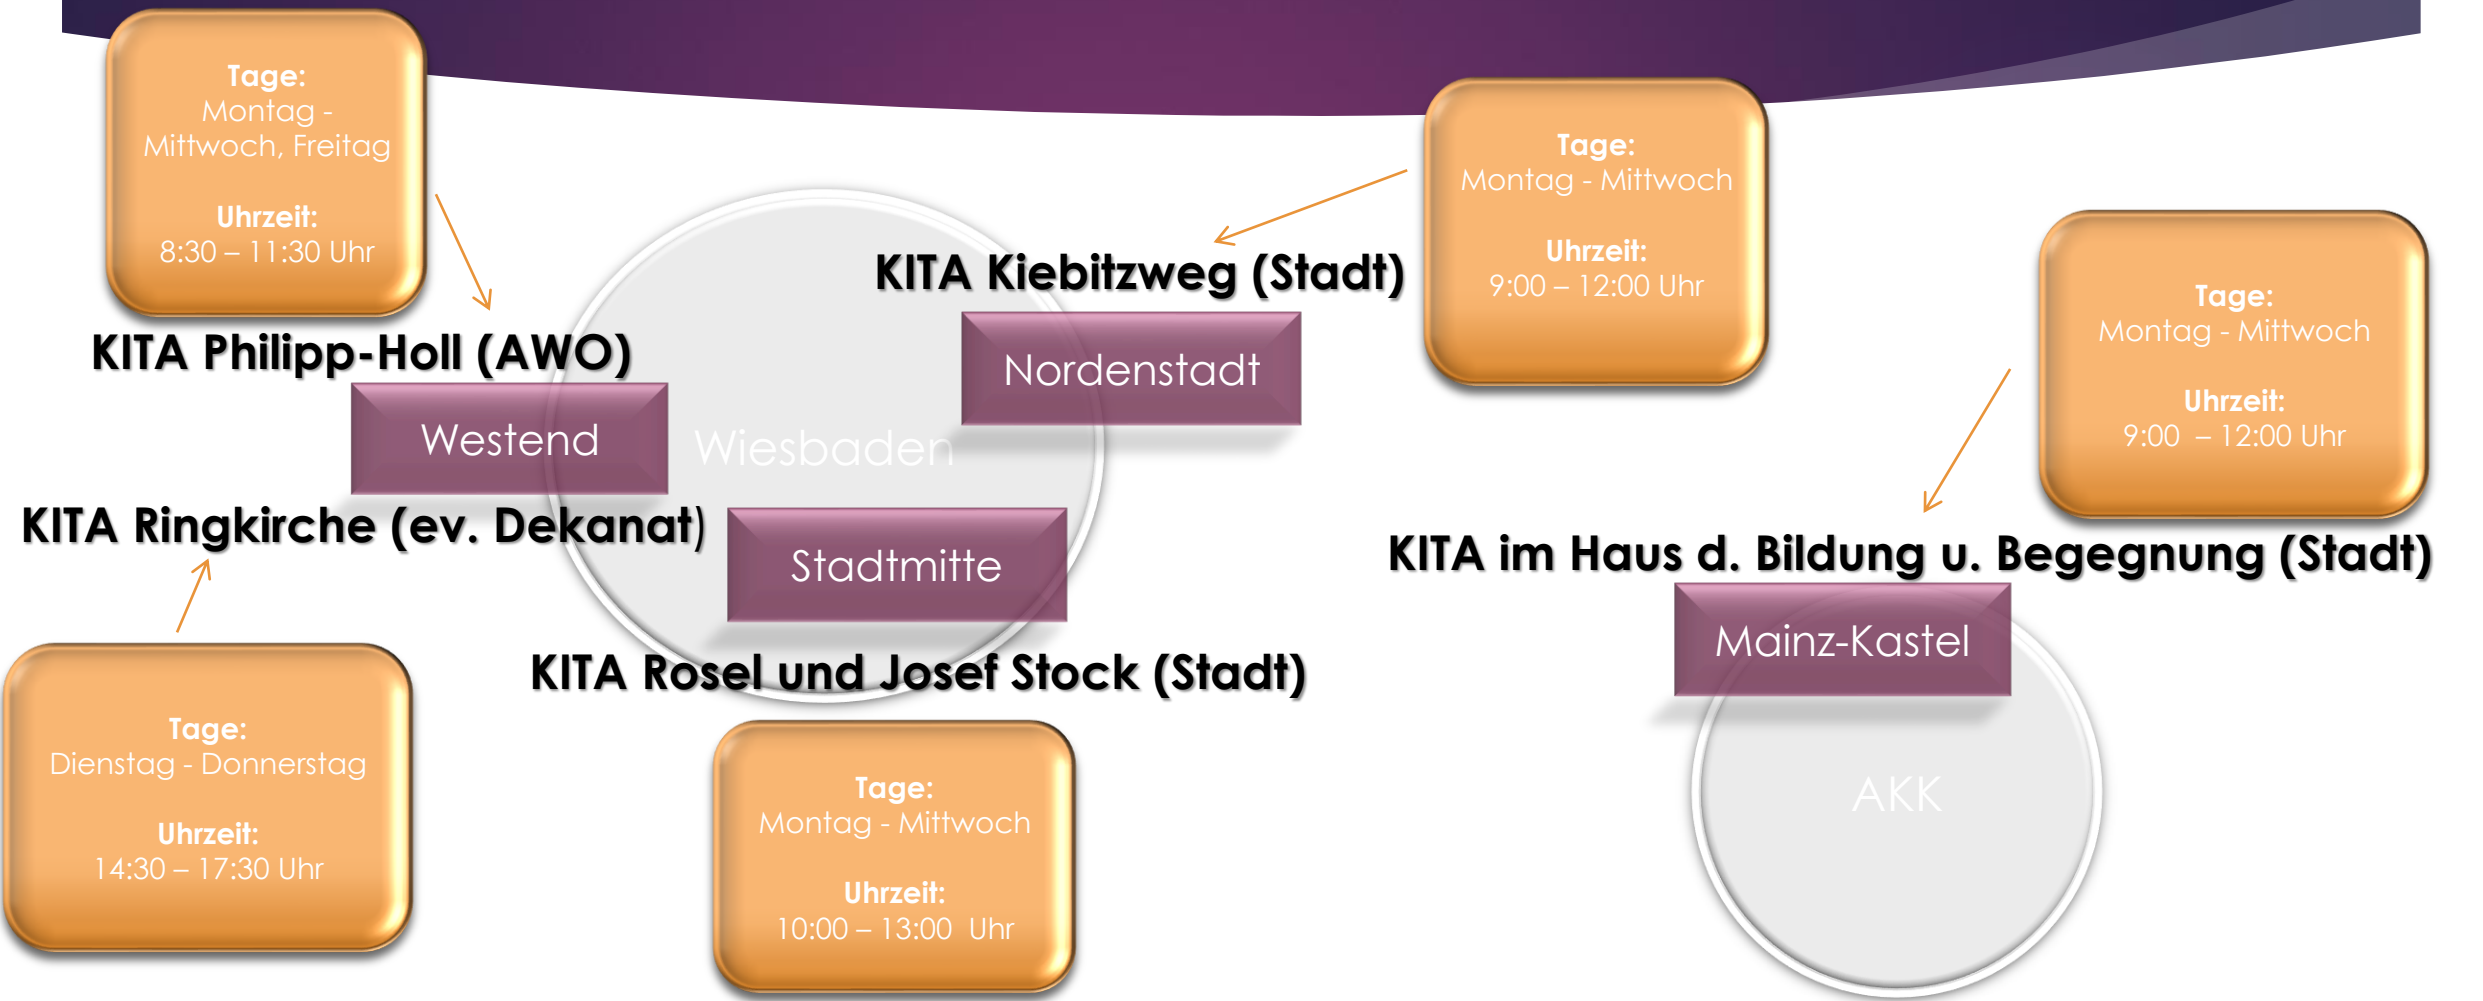 Tage:
Montag -
Mittwoch, Freitag
Uhrzeit:
8:30 – 11:30 Uhr
KITA Philipp-Holl (AWO)
Westend
KITA Ringkirche (ev. Dekanat)
Tage:
Dienstag - Donnerstag
Uhrzeit:
14:30 – 17:30 Uhr
Wiesbaden
KITA Kiebitzweg (Stadt)
Nordenstadt
Tage:
Montag - Mittwoch
Uhrzeit:
9:00 – 12:00 Uhr
Stadtmitte
KITA Rosel und Josef Stock (Stadt)
Tage:
Montag - Mittwoch
Uhrzeit:
10:00 – 13:00  Uhr
Tage:
Montag - Mittwoch
Uhrzeit:
9:00  – 12:00 Uhr
KITA im Haus d. Bildung u. Begegnung (Stadt)
Mainz-Kastel
AKK